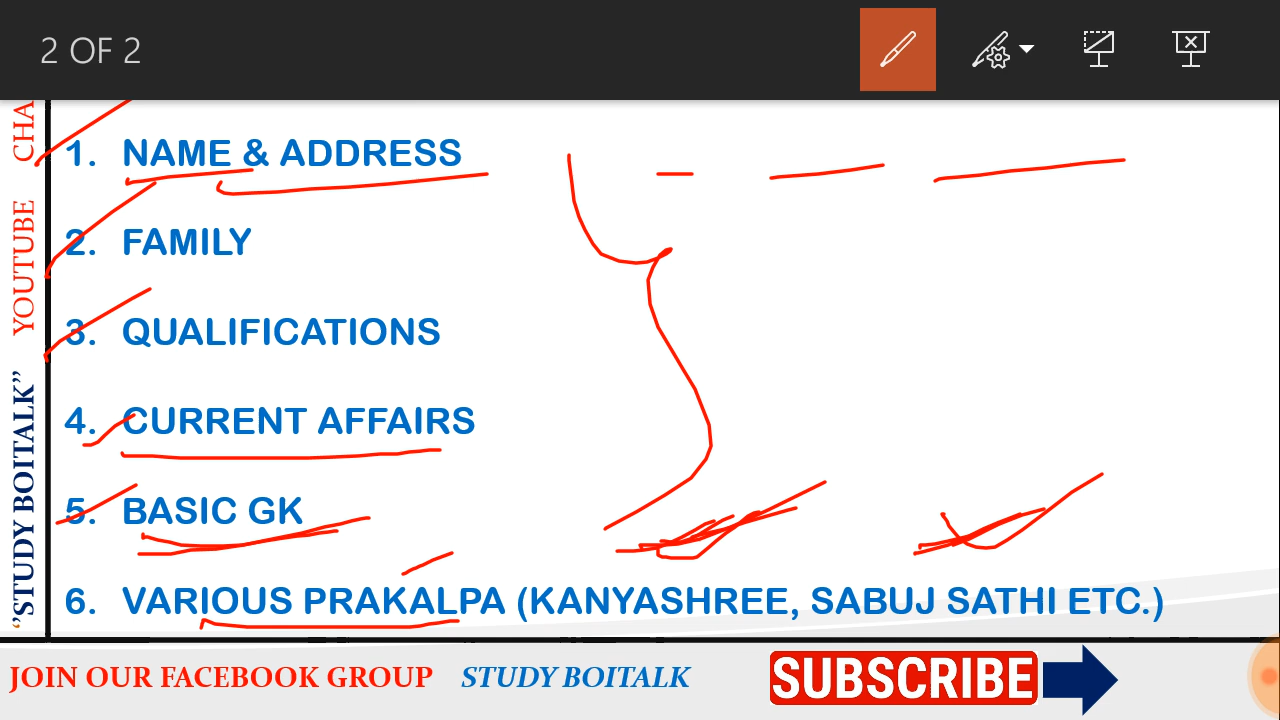 2 OF 2
1. NAME & ADDRESS
2. FAMILY
3. QUALIFICATIONS
4. CURRENT AFFAIRS
5. BASIC GK
6. VARIOUS PRAKALPA (KANYASHREE, SABUJ SATHI ETC.)
"STUDY BOITALK" YOUTUBE CHA
JOIN OUR FACEBOOK GROUP STUDY BOITALK
SUBSCRIBE